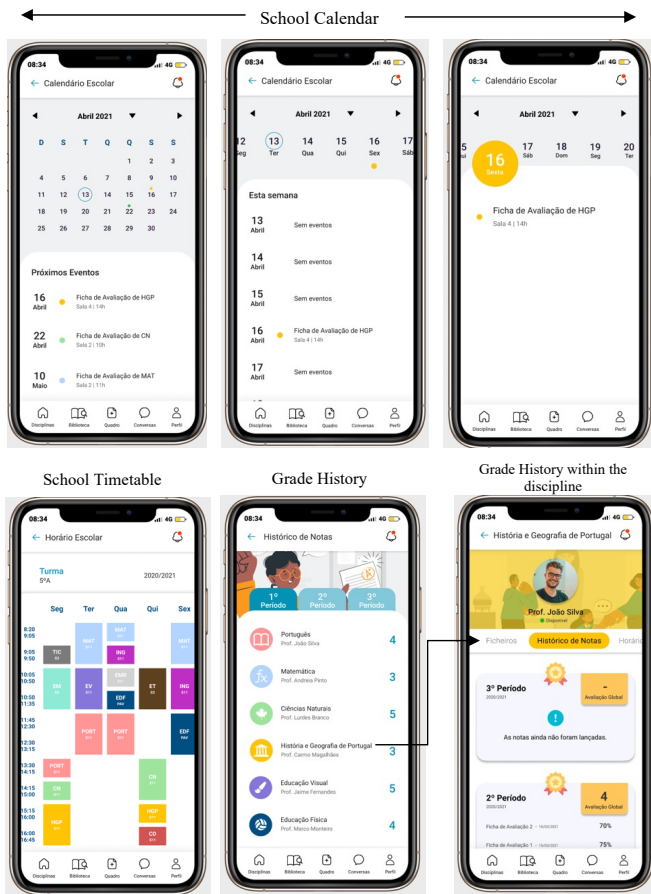 School Calendar
08:34
4G
← Calendário Escolar
Abril 2021
D S T Q Q S S
1 2 3
4 5 6 7 8 9 10
11 12 13 14 15 16 17
18 19 20 21 22 23 24
25 26 27 28 29 30
Próximos Eventos
16 Abril
Ficha de Avaliação de HGP
Sala 4 | 14h
22 Abril
Ficha de Avaliação de CN
Sala 2 | 10h
10 Maio
Ficha de Avaliação de MAT
Sala 2 | 11h
Disciplinas Biblioteca Quadro Conversas Perfil
08:34
4G
← Calendário Escolar
Abril 2021
12 13 14 15 16 17
Seg Ter Qua Qui Sex Sáb
Esta semana
13 Abril Sem eventos
14 Abril Sem eventos
15 Abril Sem eventos
16 Abril
Ficha de Avaliação de HGP
Sala 4 | 14h
17 Abril Sem eventos
Disciplinas Biblioteca Quadro Conversas Perfil
08:34
4G
← Calendário Escolar
Abril 2021
5 16 17 18 19 20
ui Sexta Sáb Dom Seg Ter
Ficha de Avaliação de HGP
Sala 4 | 14h
Disciplinas Biblioteca Quadro Conversas Perfil
School Timetable
08:34
4G
← Horário Escolar
Turma
5ºA
2020/2021
Seg Ter Qua Qui Sex
8:20
9:05
MAT MAT MAT
9:05
9:50
TIC ING
10:05
10:50
EM EV EMR ET ING
10:50
11:35
EDF
11:45
12:30
PORT PORT EDF
12:30
13:15
13:30
14:15
PORT CN
14:15
15:00
CN
15:15
16:00
HGP HGP
16:00
16:45
CD
Disciplinas Biblioteca Quadro Conversas Perfil
Grade History
08:34
4G
← Histórico de Notas
1º Período 2º Período 3º Período
Português 4
Prof. João Silva
Matemática 3
Prof. Andreia Pinto
Ciências Naturais 5
Prof. Lurdes Branco
História e Geografia de Portugal 3
Prof. Carmo Magalhães
Educação Visual 5
Prof. Jaime Fernandes
Educação Física 4
Prof. Marco Monteiro
Disciplinas Biblioteca Quadro Conversas Perfil
Grade History within the
discipline
08:34
4G
← História e Geografia de Portugal
Prof. João Silva
Disponível
Ficheiros Histórico de Notas Horário
3º Período
2020/2021
-
Avaliação Global
As notas ainda não foram lançadas.
2º Período
2020/2021
4
Avaliação Global
Ficha de Avaliação 2 - 70%
Ficha de Avaliação 1 - 75%
Disciplinas Biblioteca Quadro Conversas Perfil